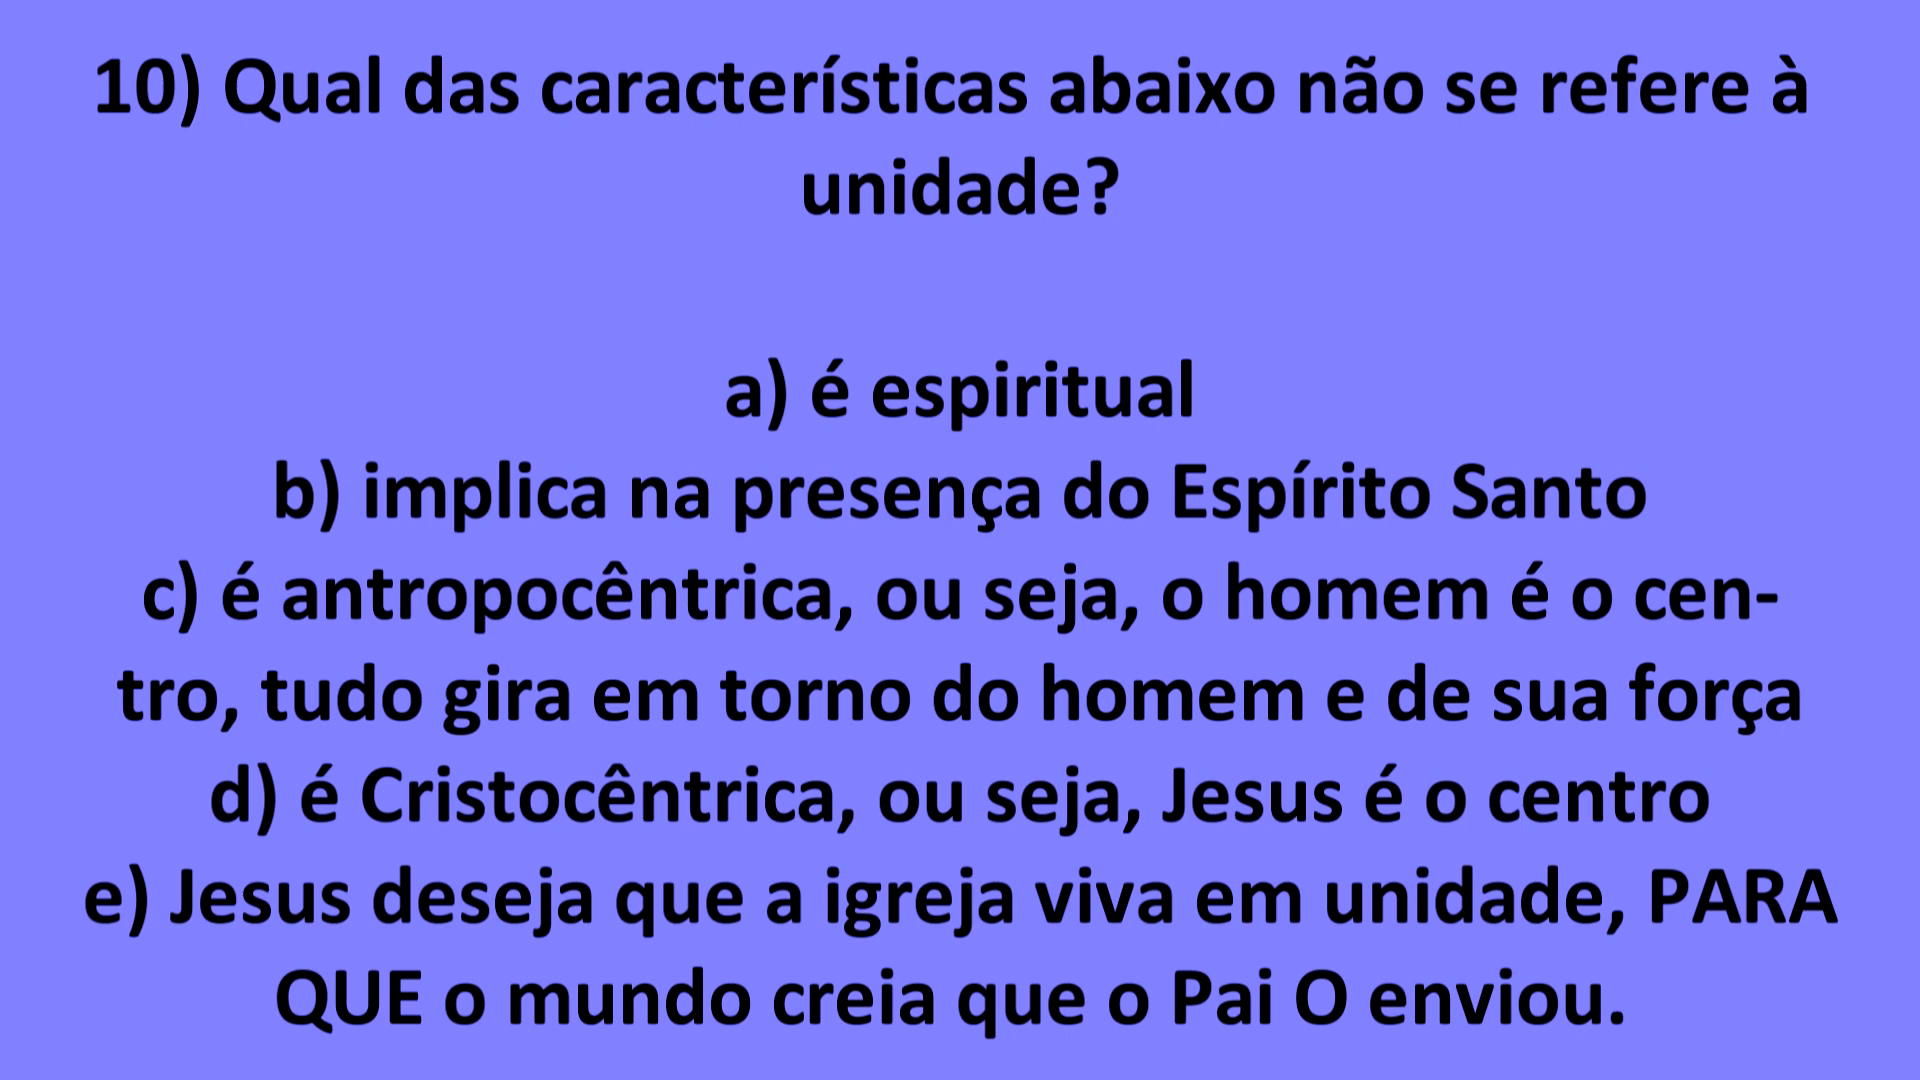 10) Qual das características abaixo não se refere à
unidade?
a) é espiritual
b) implica na presença do Espírito Santo
c) é antropocêntrica, ou seja, o homem é o cen-
tro, tudo gira em torno do homem e de sua força
d) é Cristocêntrica, ou seja, Jesus é o centro
e) Jesus deseja que a igreja viva em unidade, PARA
QUE o mundo creia que o Pai O enviou.